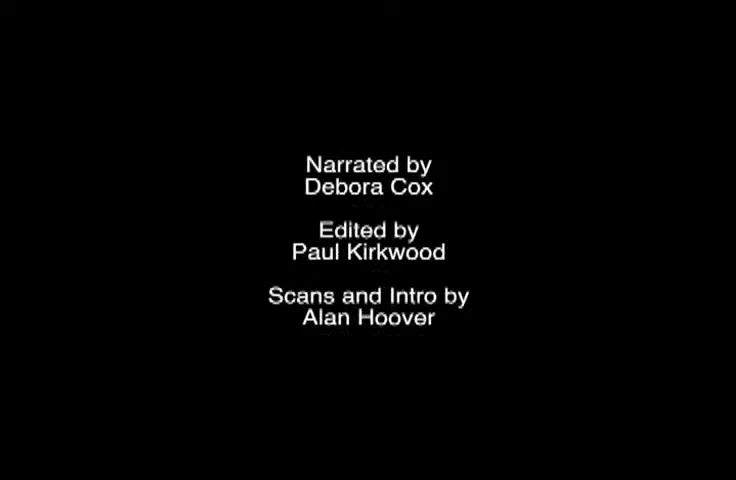 Narrated by
Debora Cox
Edited by
Paul Kirkwood
Scans and Intro by
Alan Hoover